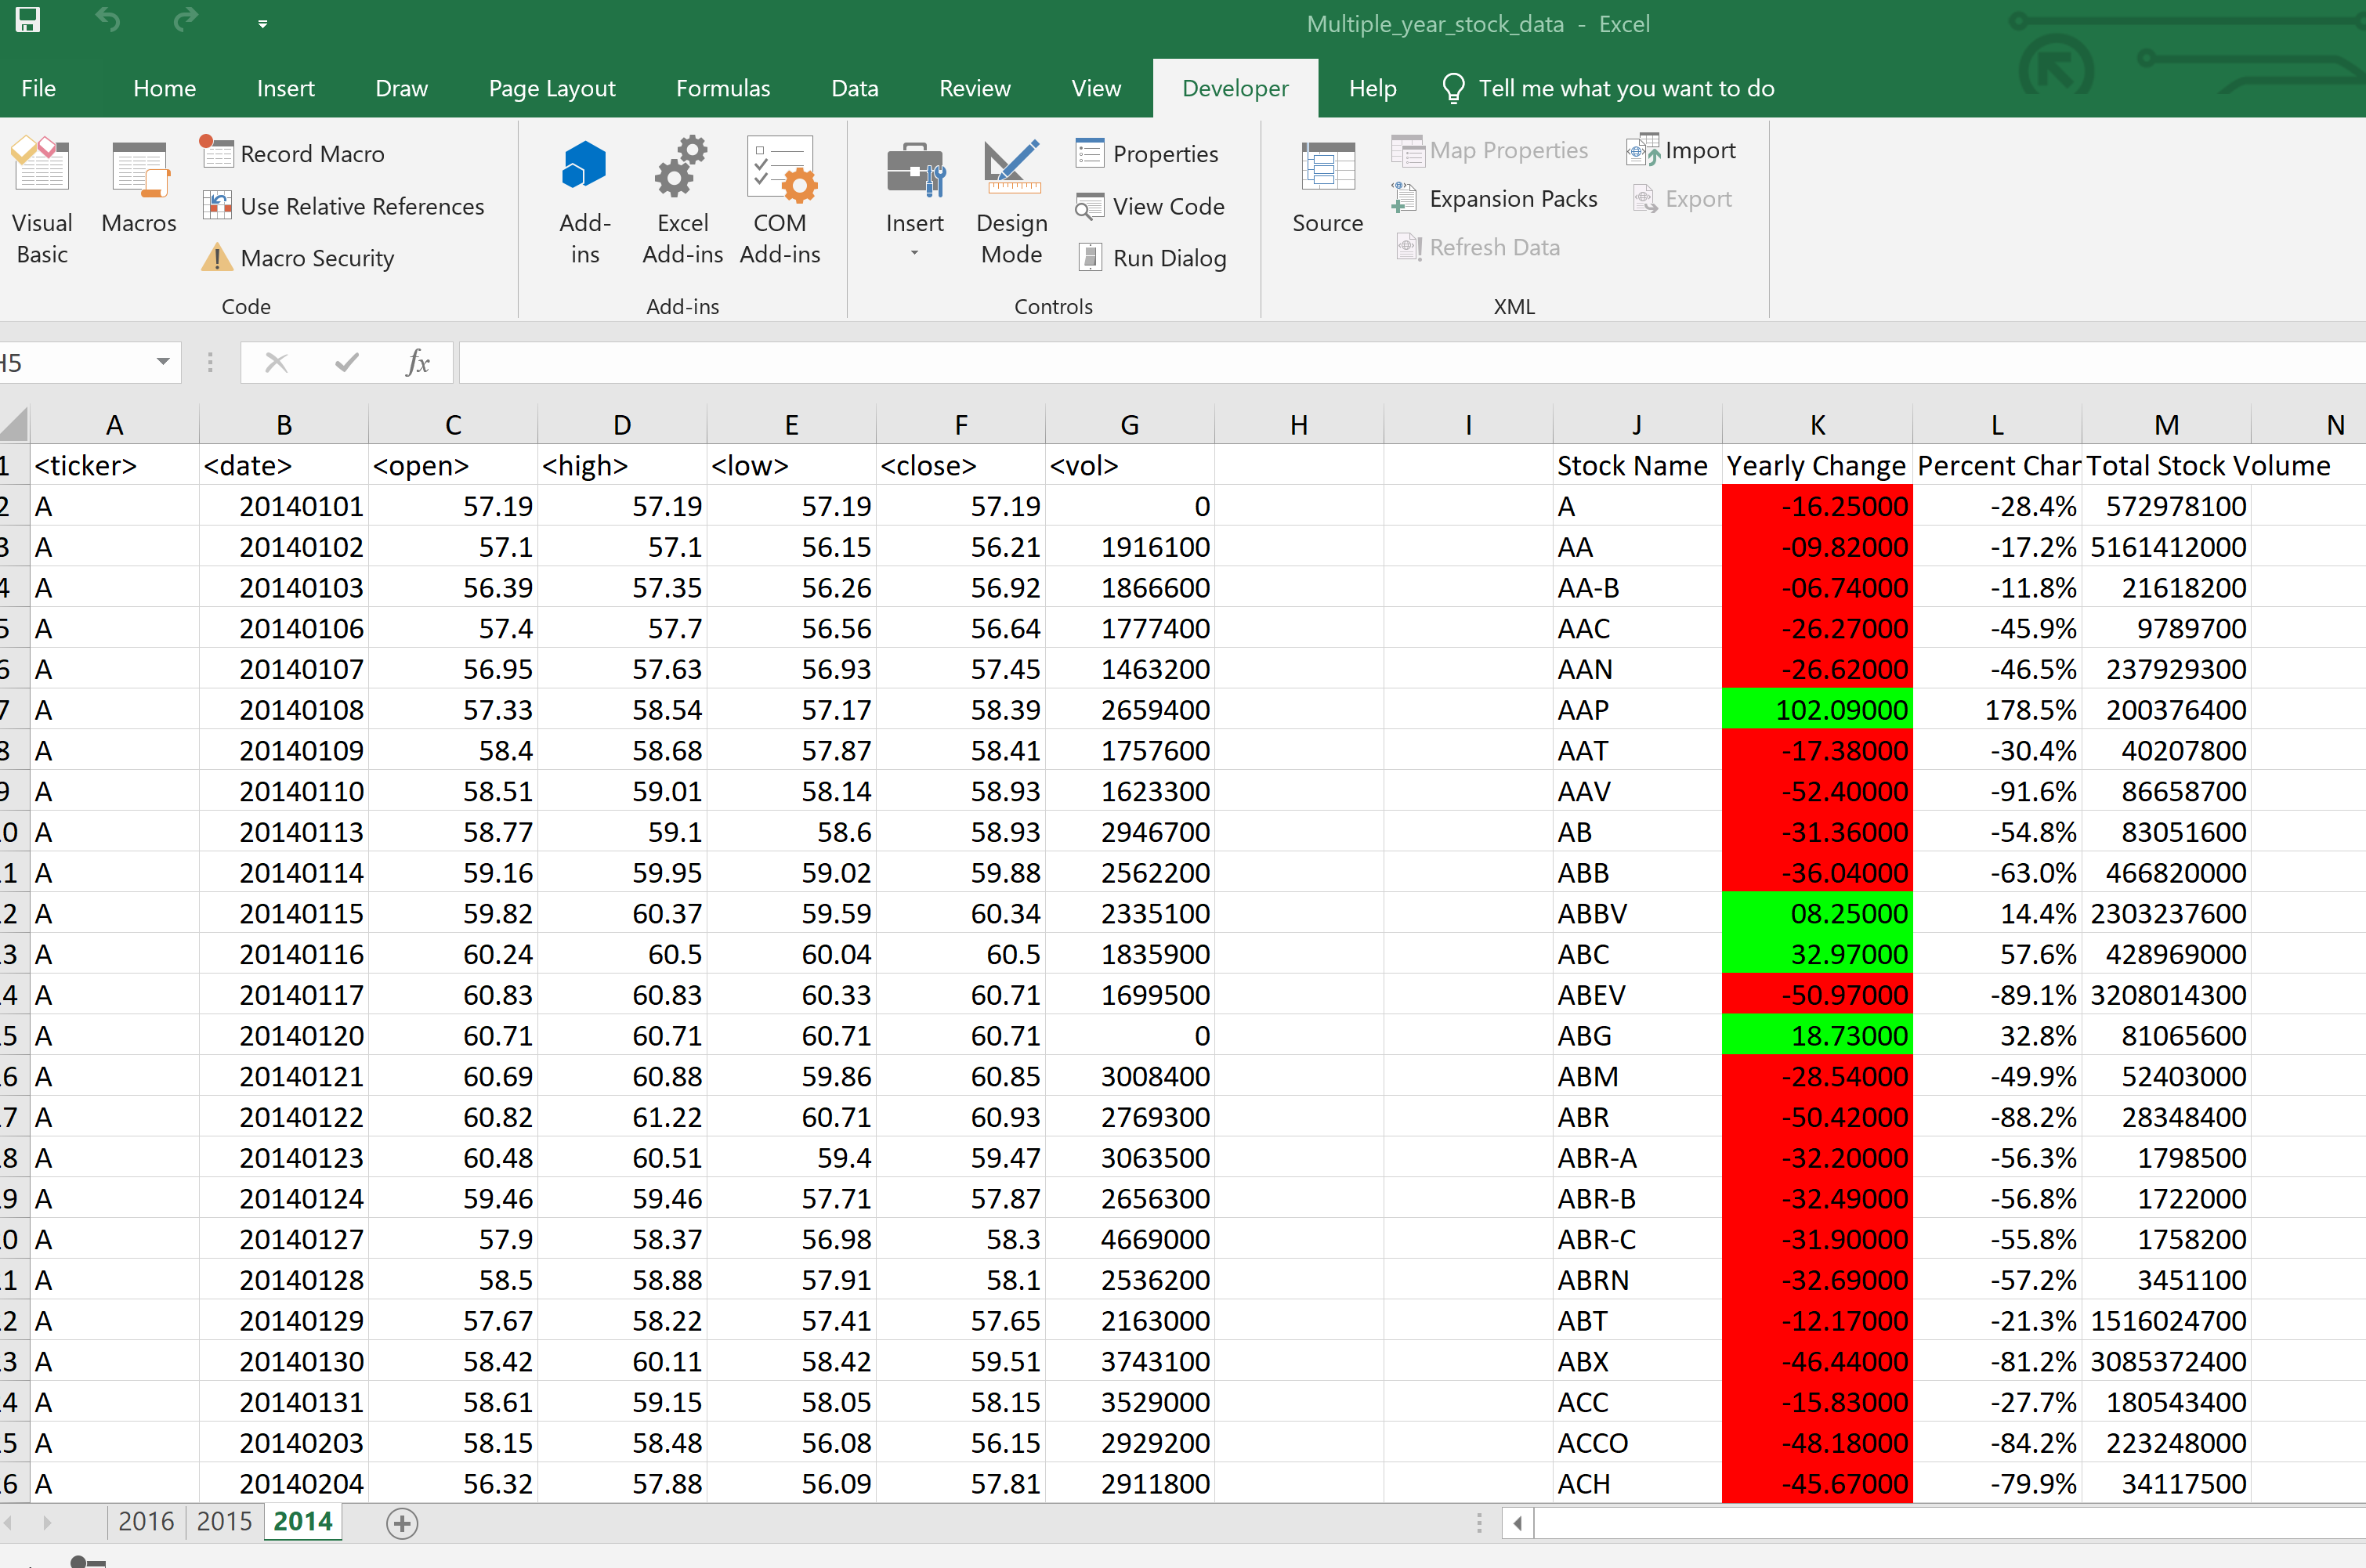 Multiple_year_stock_data - Excel
File Home Insert Draw Page Layout Formulas Data Review View Developer Help Tell me what you want to do
Visual Basic
Macros
Record Macro
Use Relative References
Macro Security
Code
Add-ins
Excel Add-ins
COM Add-ins
Add-ins
Insert
Design Mode
Properties
View Code
Run Dialog
Controls
Source
Map Properties
Expansion Packs
Refresh Data
Import
Export
XML
H5 fx
A B C D E F G H I J K L M N
1 <ticker> <date> <open> <high> <low> <close> <vol> Stock Name Yearly Change Percent Char Total Stock Volume
2 A 20140101 57.19 57.19 57.19 57.19 0 A -16.25000 -28.4% 572978100
3 A 20140102 57.1 57.1 56.15 56.21 1916100 AA -09.82000 -17.2% 5161412000
4 A 20140103 56.39 57.35 56.26 56.92 1866600 AA-B -06.74000 -11.8% 21618200
5 A 20140106 57.4 57.7 56.56 56.64 1777400 AAC -26.27000 -45.9% 9789700
6 A 20140107 56.95 57.63 56.93 57.45 1463200 AAN -26.62000 -46.5% 237929300
7 A 20140108 57.33 58.54 57.17 58.39 2659400 AAP 102.09000 178.5% 200376400
8 A 20140109 58.4 58.68 57.87 58.41 1757600 AAT -17.38000 -30.4% 40207800
9 A 20140110 58.51 59.01 58.14 58.93 1623300 AAV -52.40000 -91.6% 86658700
0 A 20140113 58.77 59.1 58.6 58.93 2946700 AB -31.36000 -54.8% 83051600
1 A 20140114 59.16 59.95 59.02 59.88 2562200 ABB -36.04000 -63.0% 466820000
2 A 20140115 59.82 60.37 59.59 60.34 2335100 ABBV 08.25000 14.4% 2303237600
3 A 20140116 60.24 60.5 60.04 60.5 1835900 ABC 32.97000 57.6% 428969000
4 A 20140117 60.83 60.83 60.33 60.71 1699500 ABEV -50.97000 -89.1% 3208014300
5 A 20140120 60.71 60.71 60.71 60.71 0 ABG 18.73000 32.8% 81065600
6 A 20140121 60.69 60.88 59.86 60.85 3008400 ABM -28.54000 -49.9% 52403000
7 A 20140122 60.82 61.22 60.71 60.93 2769300 ABR -50.42000 -88.2% 28348400
8 A 20140123 60.48 60.51 59.4 59.47 3063500 ABR-A -32.20000 -56.3% 1798500
9 A 20140124 59.46 59.46 57.71 57.87 2656300 ABR-B -32.49000 -56.8% 1722000
0 A 20140127 57.9 58.37 56.98 58.3 4669000 ABR-C -31.90000 -55.8% 1758200
1 A 20140128 58.5 58.88 57.91 58.1 2536200 ABRN -32.69000 -57.2% 3451100
2 A 20140129 57.67 58.22 57.41 57.65 2163000 ABT -12.17000 -21.3% 1516024700
3 A 20140130 58.42 60.11 58.42 59.51 3743100 ABX -46.44000 -81.2% 3085372400
4 A 20140131 58.61 59.15 58.05 58.15 3529000 ACC -15.83000 -27.7% 180543400
5 A 20140203 58.15 58.48 56.08 56.15 2929200 ACCO -48.18000 -84.2% 223248000
6 A 20140204 56.32 57.88 56.09 57.81 2911800 ACH -45.67000 -79.9% 34117500
2016 2015 2014